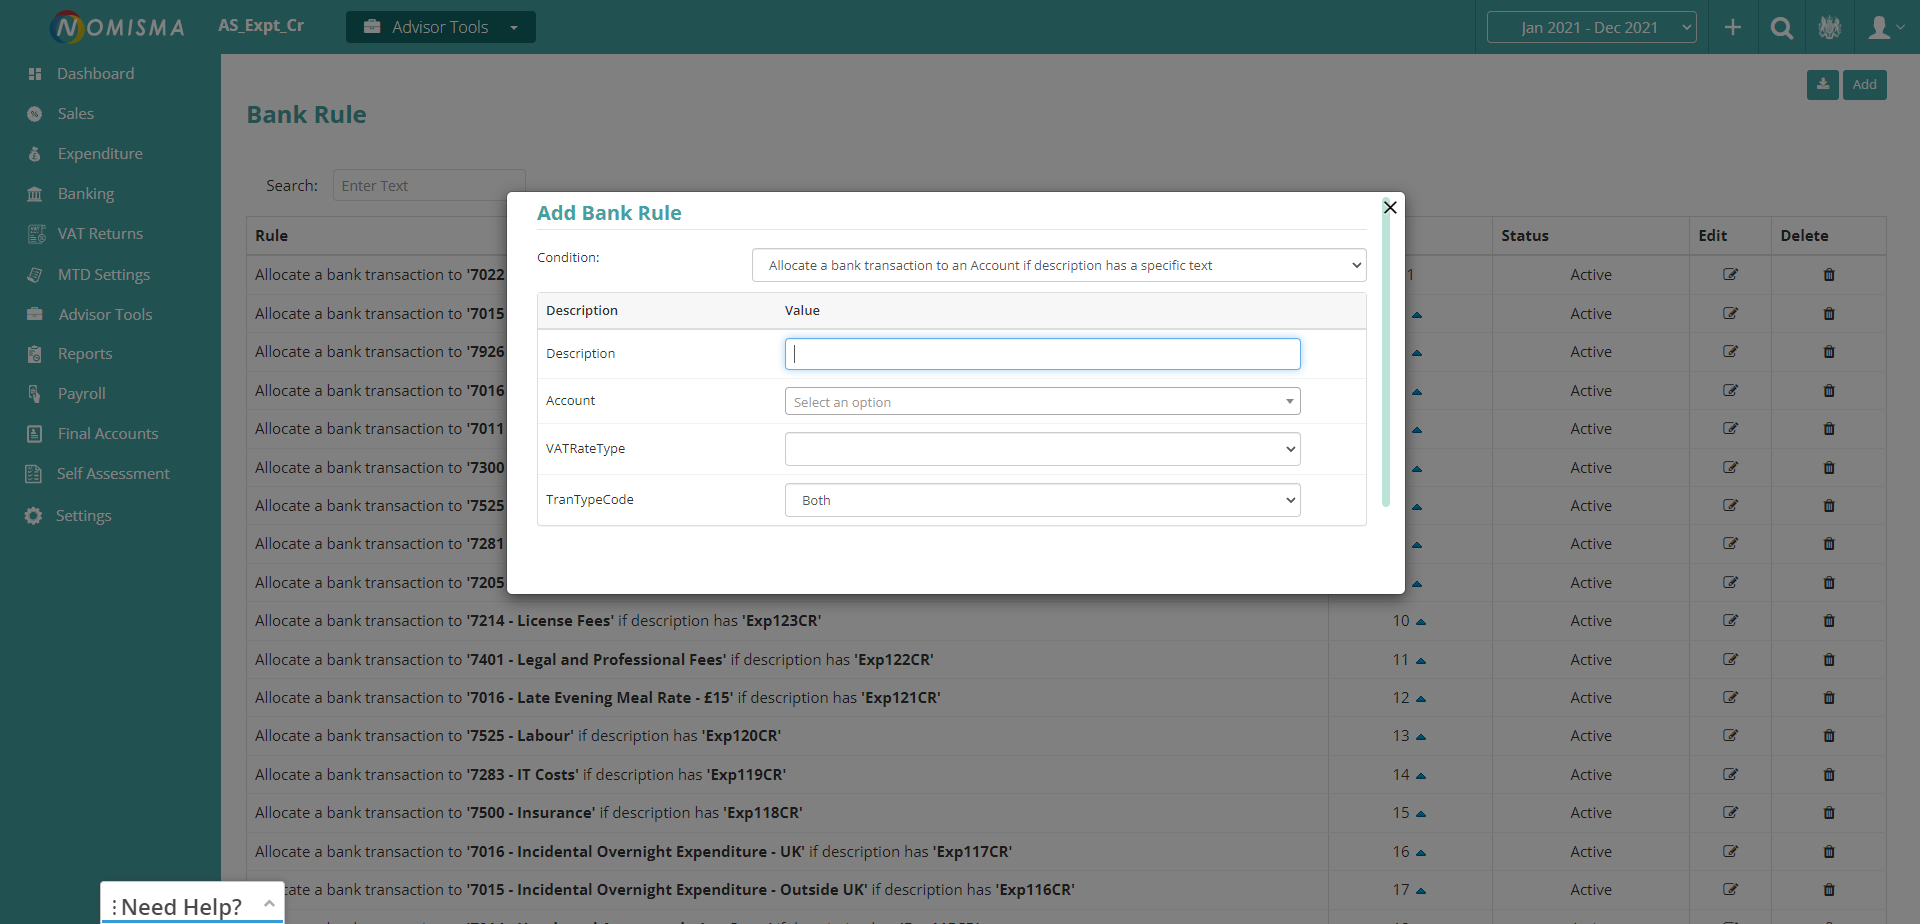 NOMISMA
AS_Expt_Cr
Advisor Tools
Jan 2021 - Dec 2021
Dashboard
Sales
Expenditure
Banking
VAT Returns
MTD Settings
Advisor Tools
Reports
Payroll
Final Accounts
Self Assessment
Settings
Add
Bank Rule
Search: Enter Text
Rule Status Edit Delete
Allocate a bank transaction to '7022 1 Active
Allocate a bank transaction to '7015 Active
Allocate a bank transaction to '7926 Active
Allocate a bank transaction to '7016 Active
Allocate a bank transaction to '7011 Active
Allocate a bank transaction to '7300 Active
Allocate a bank transaction to '7525 Active
Allocate a bank transaction to '7281 Active
Allocate a bank transaction to '7205 Active
Allocate a bank transaction to '7214 - License Fees' if description has 'Exp123CR' 10 Active
Allocate a bank transaction to '7401 - Legal and Professional Fees' if description has 'Exp122CR' 11 Active
Allocate a bank transaction to '7016 - Late Evening Meal Rate - £15' if description has 'Exp121CR' 12 Active
Allocate a bank transaction to '7525 - Labour' if description has 'Exp120CR' 13 Active
Allocate a bank transaction to '7283 - IT Costs' if description has 'Exp119CR' 14 Active
Allocate a bank transaction to '7500 - Insurance' if description has 'Exp118CR' 15 Active
Allocate a bank transaction to '7016 - Incidental Overnight Expenditure - UK' if description has 'Exp117CR' 16 Active
cate a bank transaction to '7015 - Incidental Overnight Expenditure - Outside UK' if description has 'Exp116CR' 17 Active
Add Bank Rule
Condition: Allocate a bank transaction to an Account if description has a specific text
Description Value
Description
Account Select an option
VATRateType
TranTypeCode Both
Need Help?